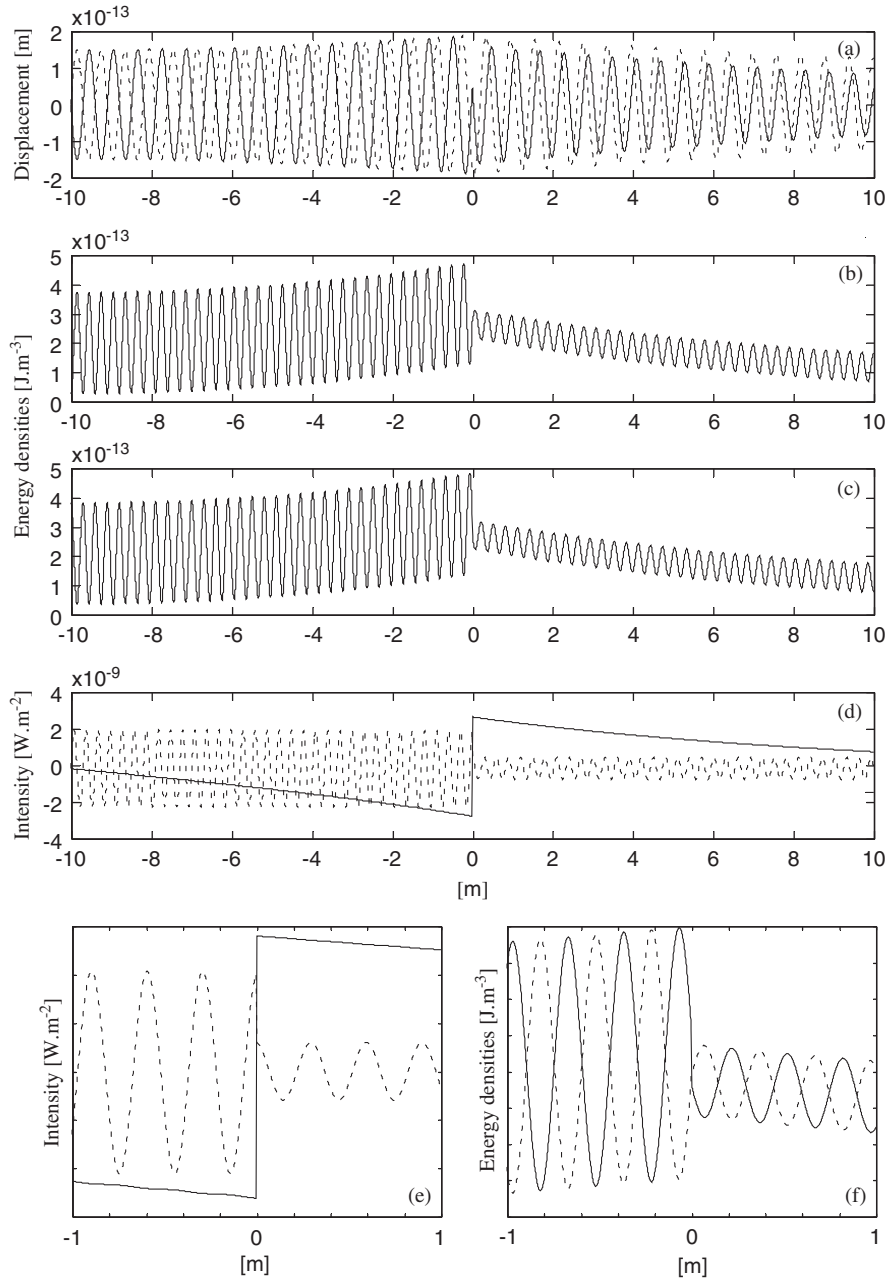 x10-13
Displacement [m]
2
1
0
-1
-2
(a)
-10 -8 -6 -4 -2 0 2 4 6 8 10
x10-13
Energy densities [J.m-3]
5
4
3
2
1
0
(b)
-10 -8 -6 -4 -2 0 2 4 6 8 10
x10-13
5
4
3
2
1
0
(c)
-10 -8 -6 -4 -2 0 2 4 6 8 10
x10-9
Intensity [W.m-2]
4
2
0
-2
-4
(d)
-10 -8 -6 -4 -2 0 2 4 6 8 10
[m]
Intensity [W.m-2]
(e)
-1 0 1
[m]
Energy densities [J.m-3]
(f)
-1 0 1
[m]